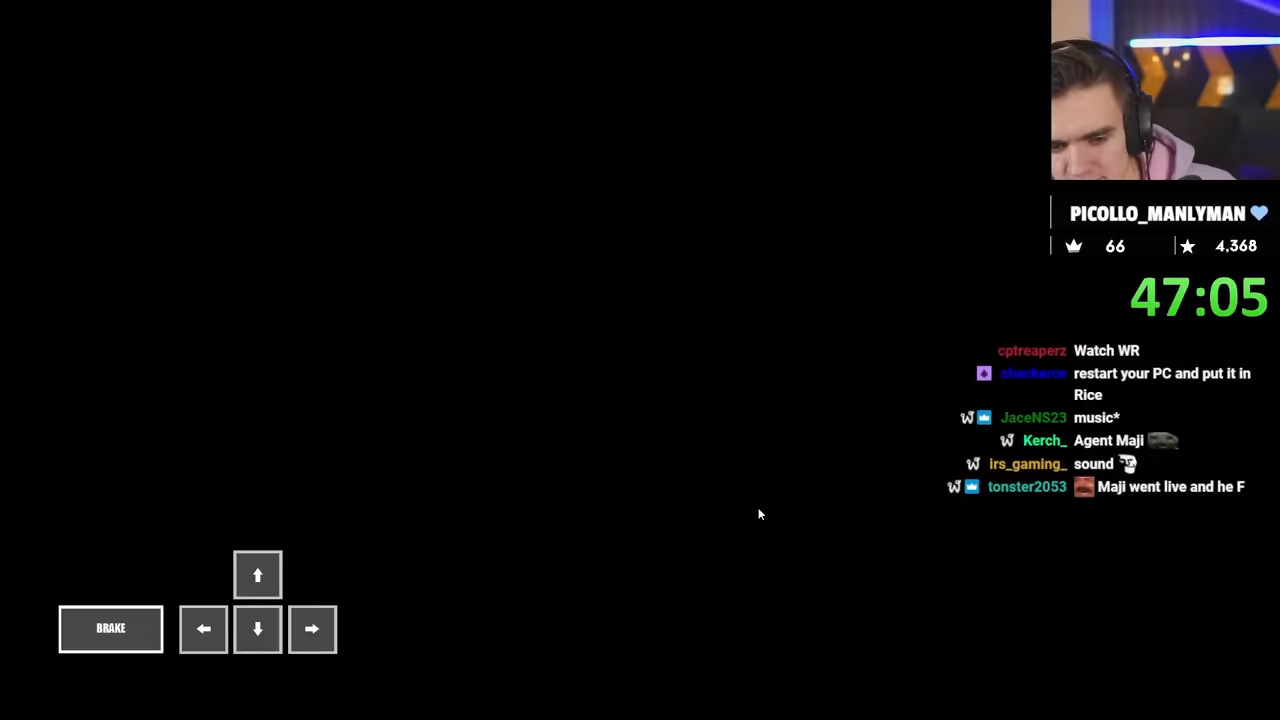 PICOLLO_MANLYMAN
66 4,368
47:05
cptreaperz Watch WR
restart your PC and put it in
Rice
JaceNS23 music*
Kerch_ Agent Maji
irs_gaming_ sound
tonster2053 Maji went live and he F
BRAKE